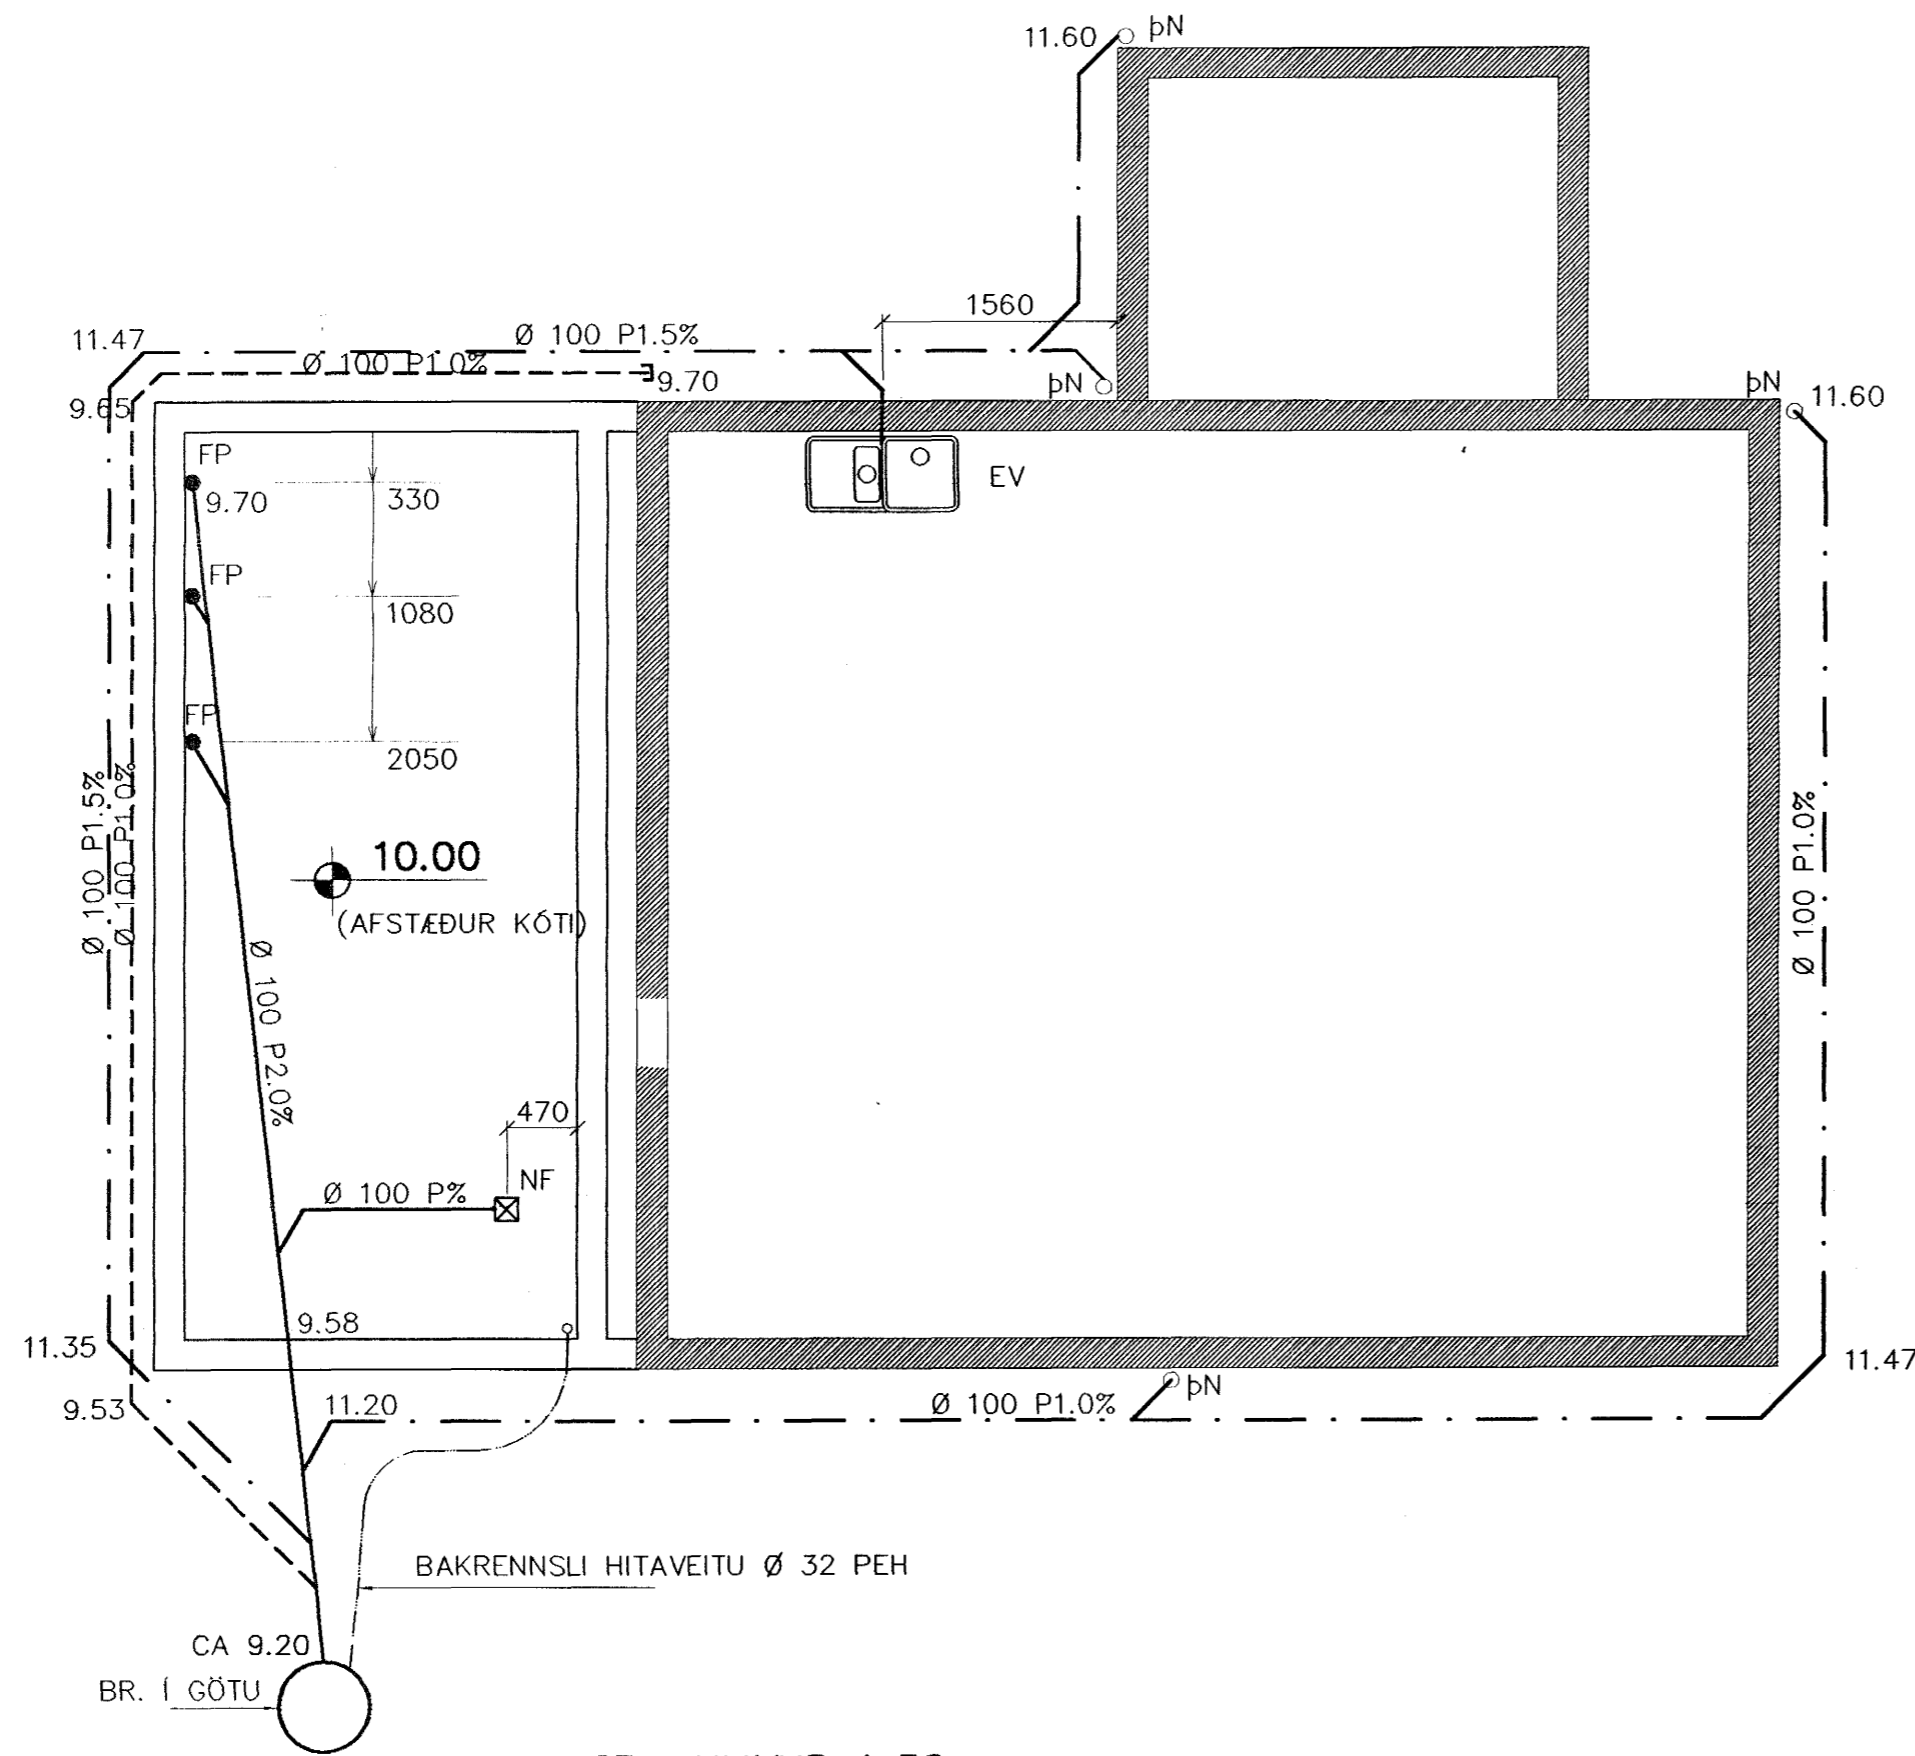 11.60
þN
1560
11.47
Ø 100 P1.5%
Ø 100 P1.0%
9.70
þN
þN
11.60
9.65
FP
9.70
330
EV
FP
1080
FP
2050
Ø 100 P1.5%
Ø 100 P1.0%
10.00
(AFSTÆÐUR KÓTI)
Ø 100 P1.0%
Ø 100 P2.0%
470
NF
Ø 100 P%
9.58
11.35
11.47
9.53
11.20
Ø 100 P1.0%
þN
BAKRENNSLI HITAVEITU Ø 32 PEH
CA 9.20
BR. Í GÖTU